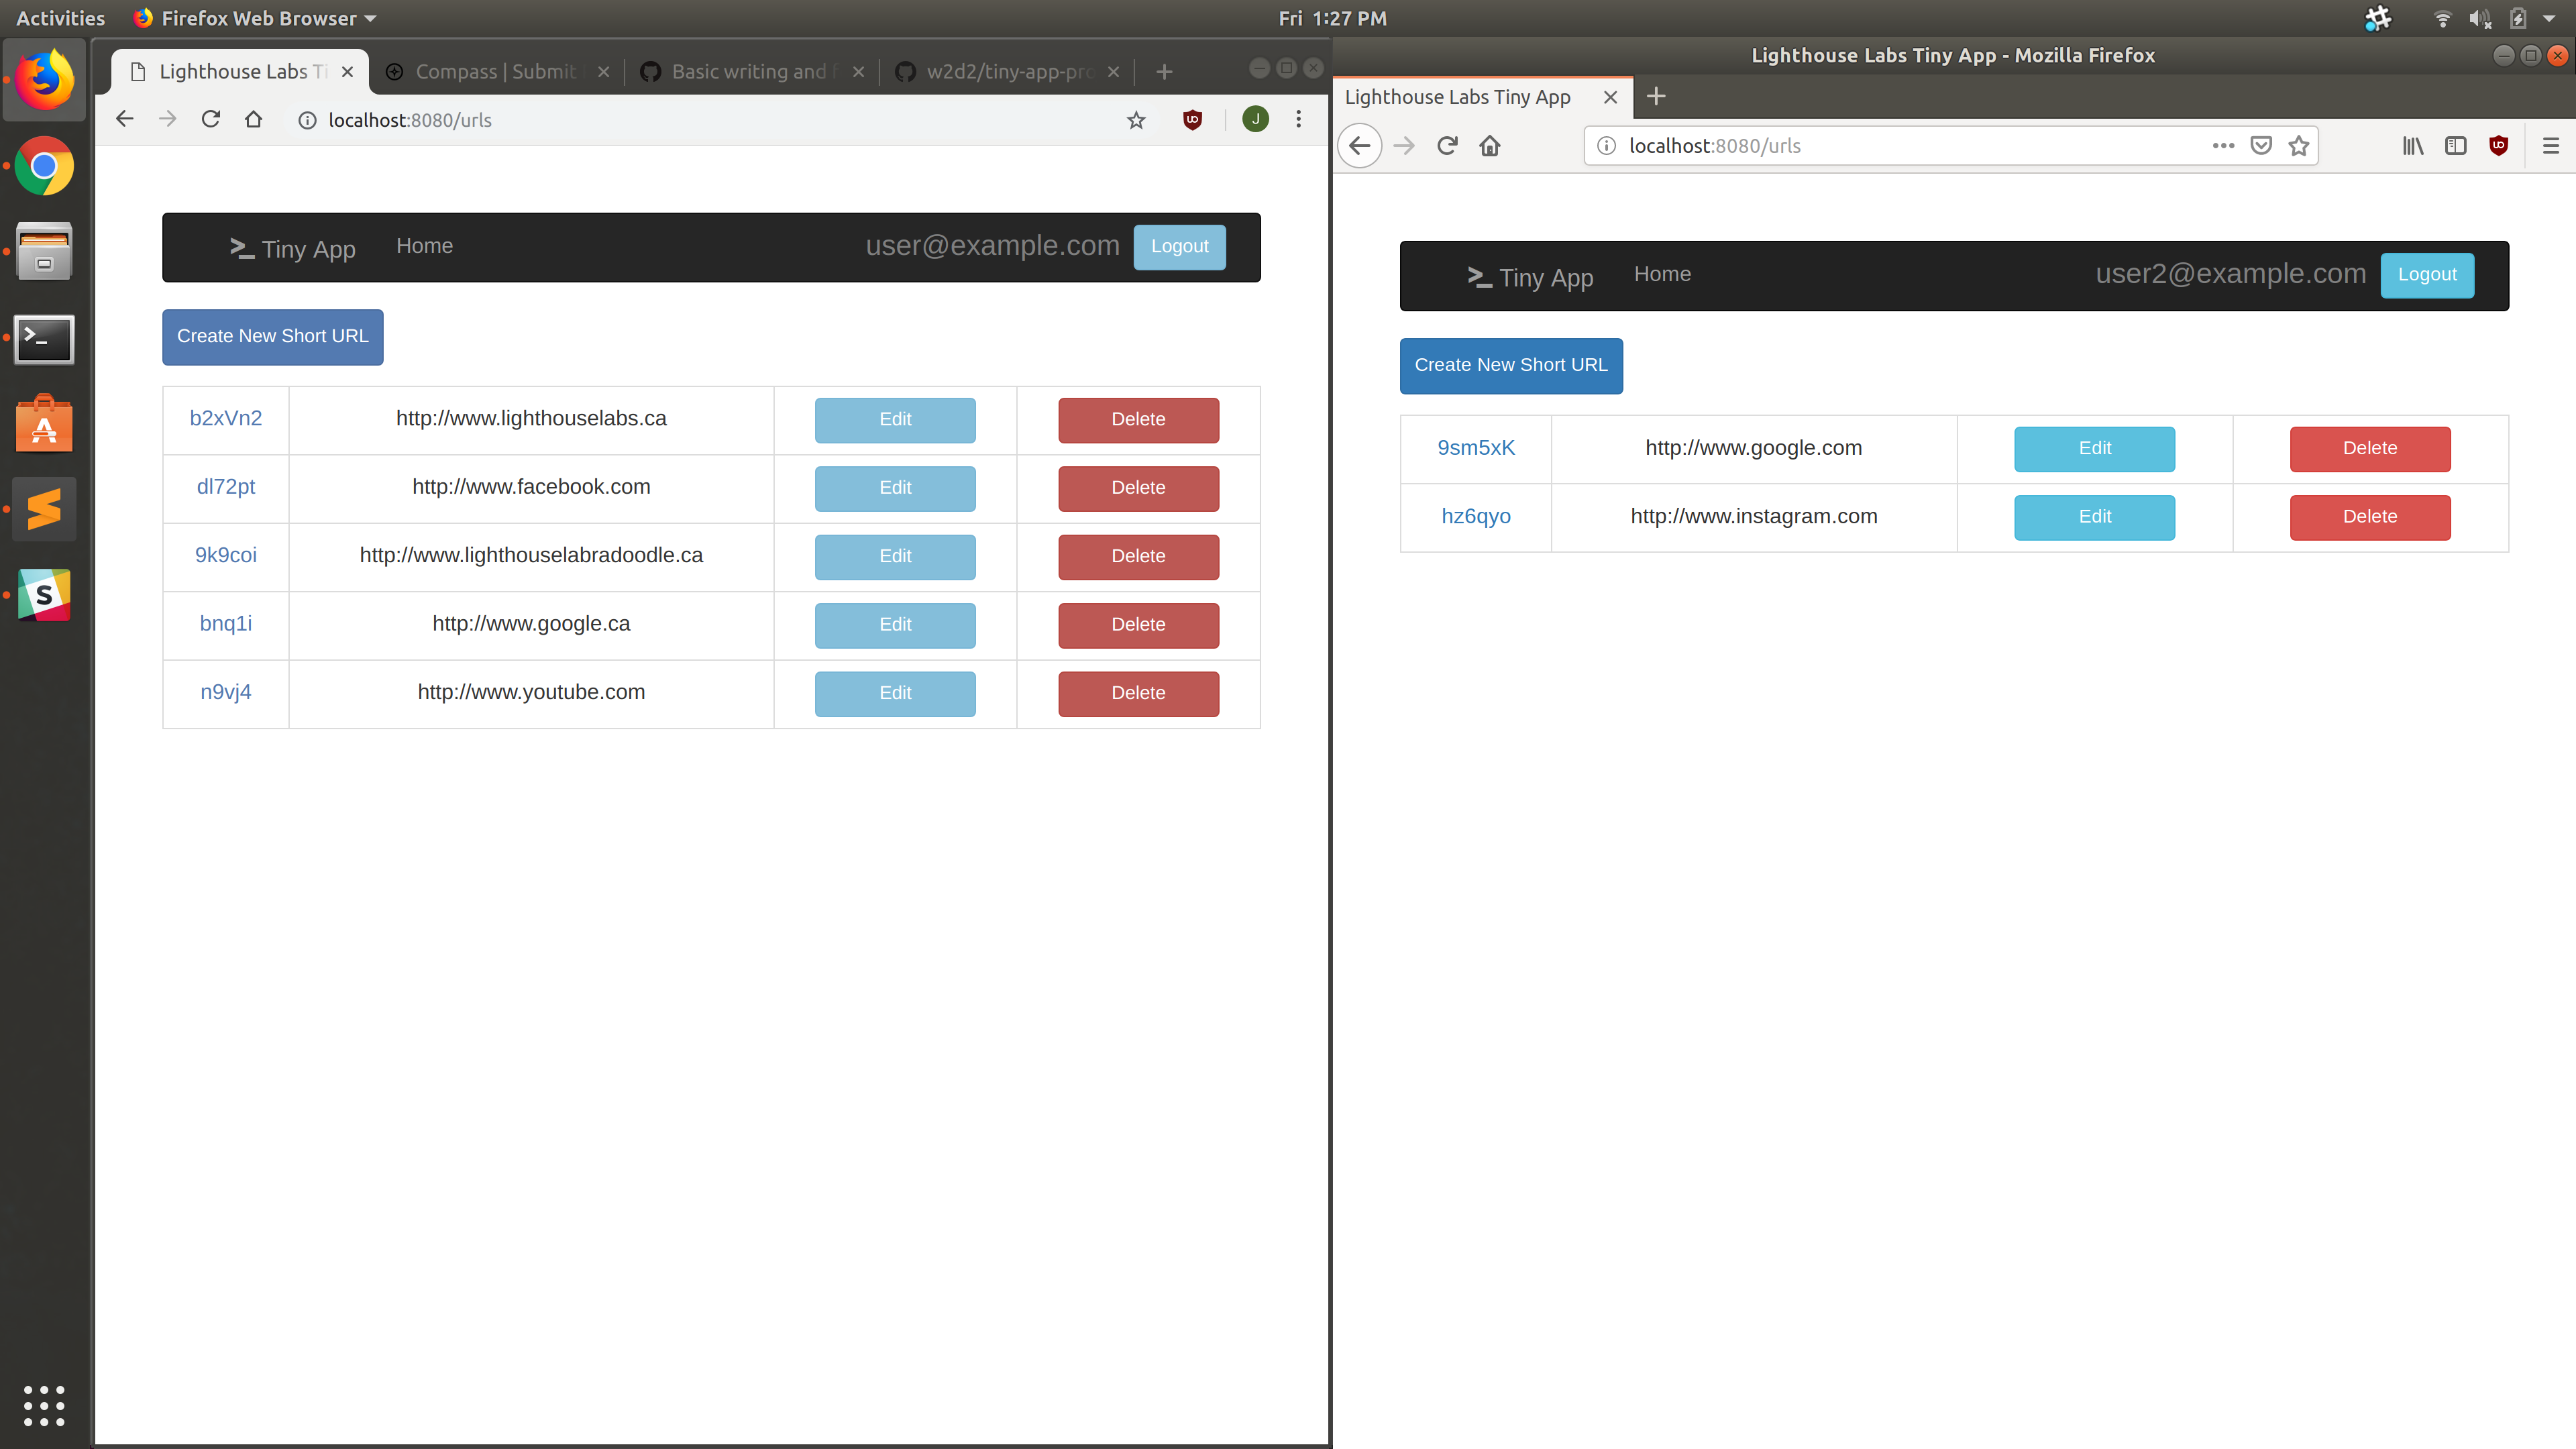 Activities Firefox Web Browser Fri 1:27 PM
Lighthouse Labs Ti Compass | Submit Basic writing and f w2d2/tiny-app-pro
localhost:8080/urls J
Tiny App Home user@example.com Logout
Create New Short URL
b2xVn2 http://www.lighthouselabs.ca Edit Delete
dl72pt http://www.facebook.com Edit Delete
9k9coi http://www.lighthouselabradoodle.ca Edit Delete
bnq1i http://www.google.ca Edit Delete
n9vj4 http://www.youtube.com Edit Delete
Lighthouse Labs Tiny App - Mozilla Firefox
Lighthouse Labs Tiny App
localhost:8080/urls
Tiny App Home user2@example.com Logout
Create New Short URL
9sm5xK http://www.google.com Edit Delete
hz6qyo http://www.instagram.com Edit Delete